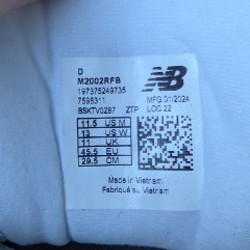 D
M2002RFB
197375249735
7595311
BSKTV0287 ZTP
NB
MFG 01/2024
LOC 22
11.5 US M
13 US W
11 UK
45.5 EU
29.5 CM
Made in Vietnam
Fabriqué au Vietnam